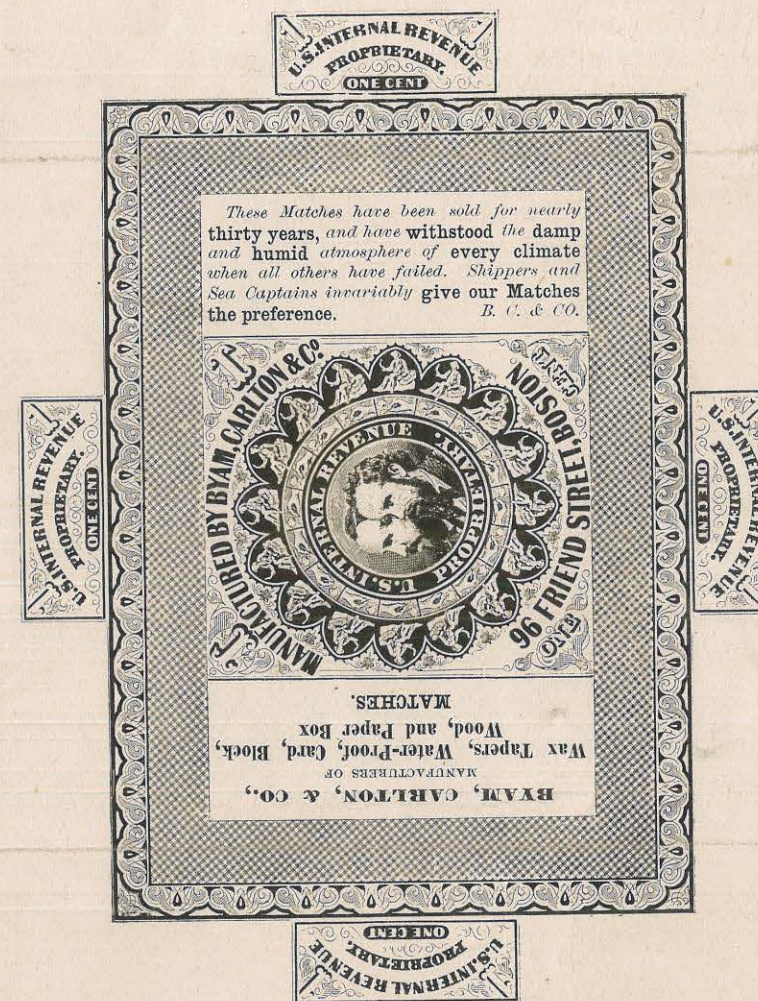 U.S. INTERNAL REVENUE
PROPRIETARY.
ONE CENT
These Matches have been sold for nearly
thirty years, and have withstood the damp
and humid atmosphere of every climate
when all others have failed. Shippers and
Sea Captains invariably give our Matches
the preference. B. C. & CO.
1
CENT
MANUFACTURED BY BYAM CARLTON & Co
96 FRIEND STREET BOSTON
U.S. INTERNAL REVENUE
PROPRIETARY.
1
ONE
U.S. INTERNAL REVENUE
PROPRIETARY.
ONE CENT
U.S. INTERNAL REVENUE
PROPRIETARY.
ONE CENT
BYAM, CARLTON, & CO.,
MANUFACTURERS OF
Wax Tapers, Water-Proof, Card, Block,
Wood, and Paper Box
MATCHES.
U.S. INTERNAL REVENUE
PROPRIETARY.
ONE CENT